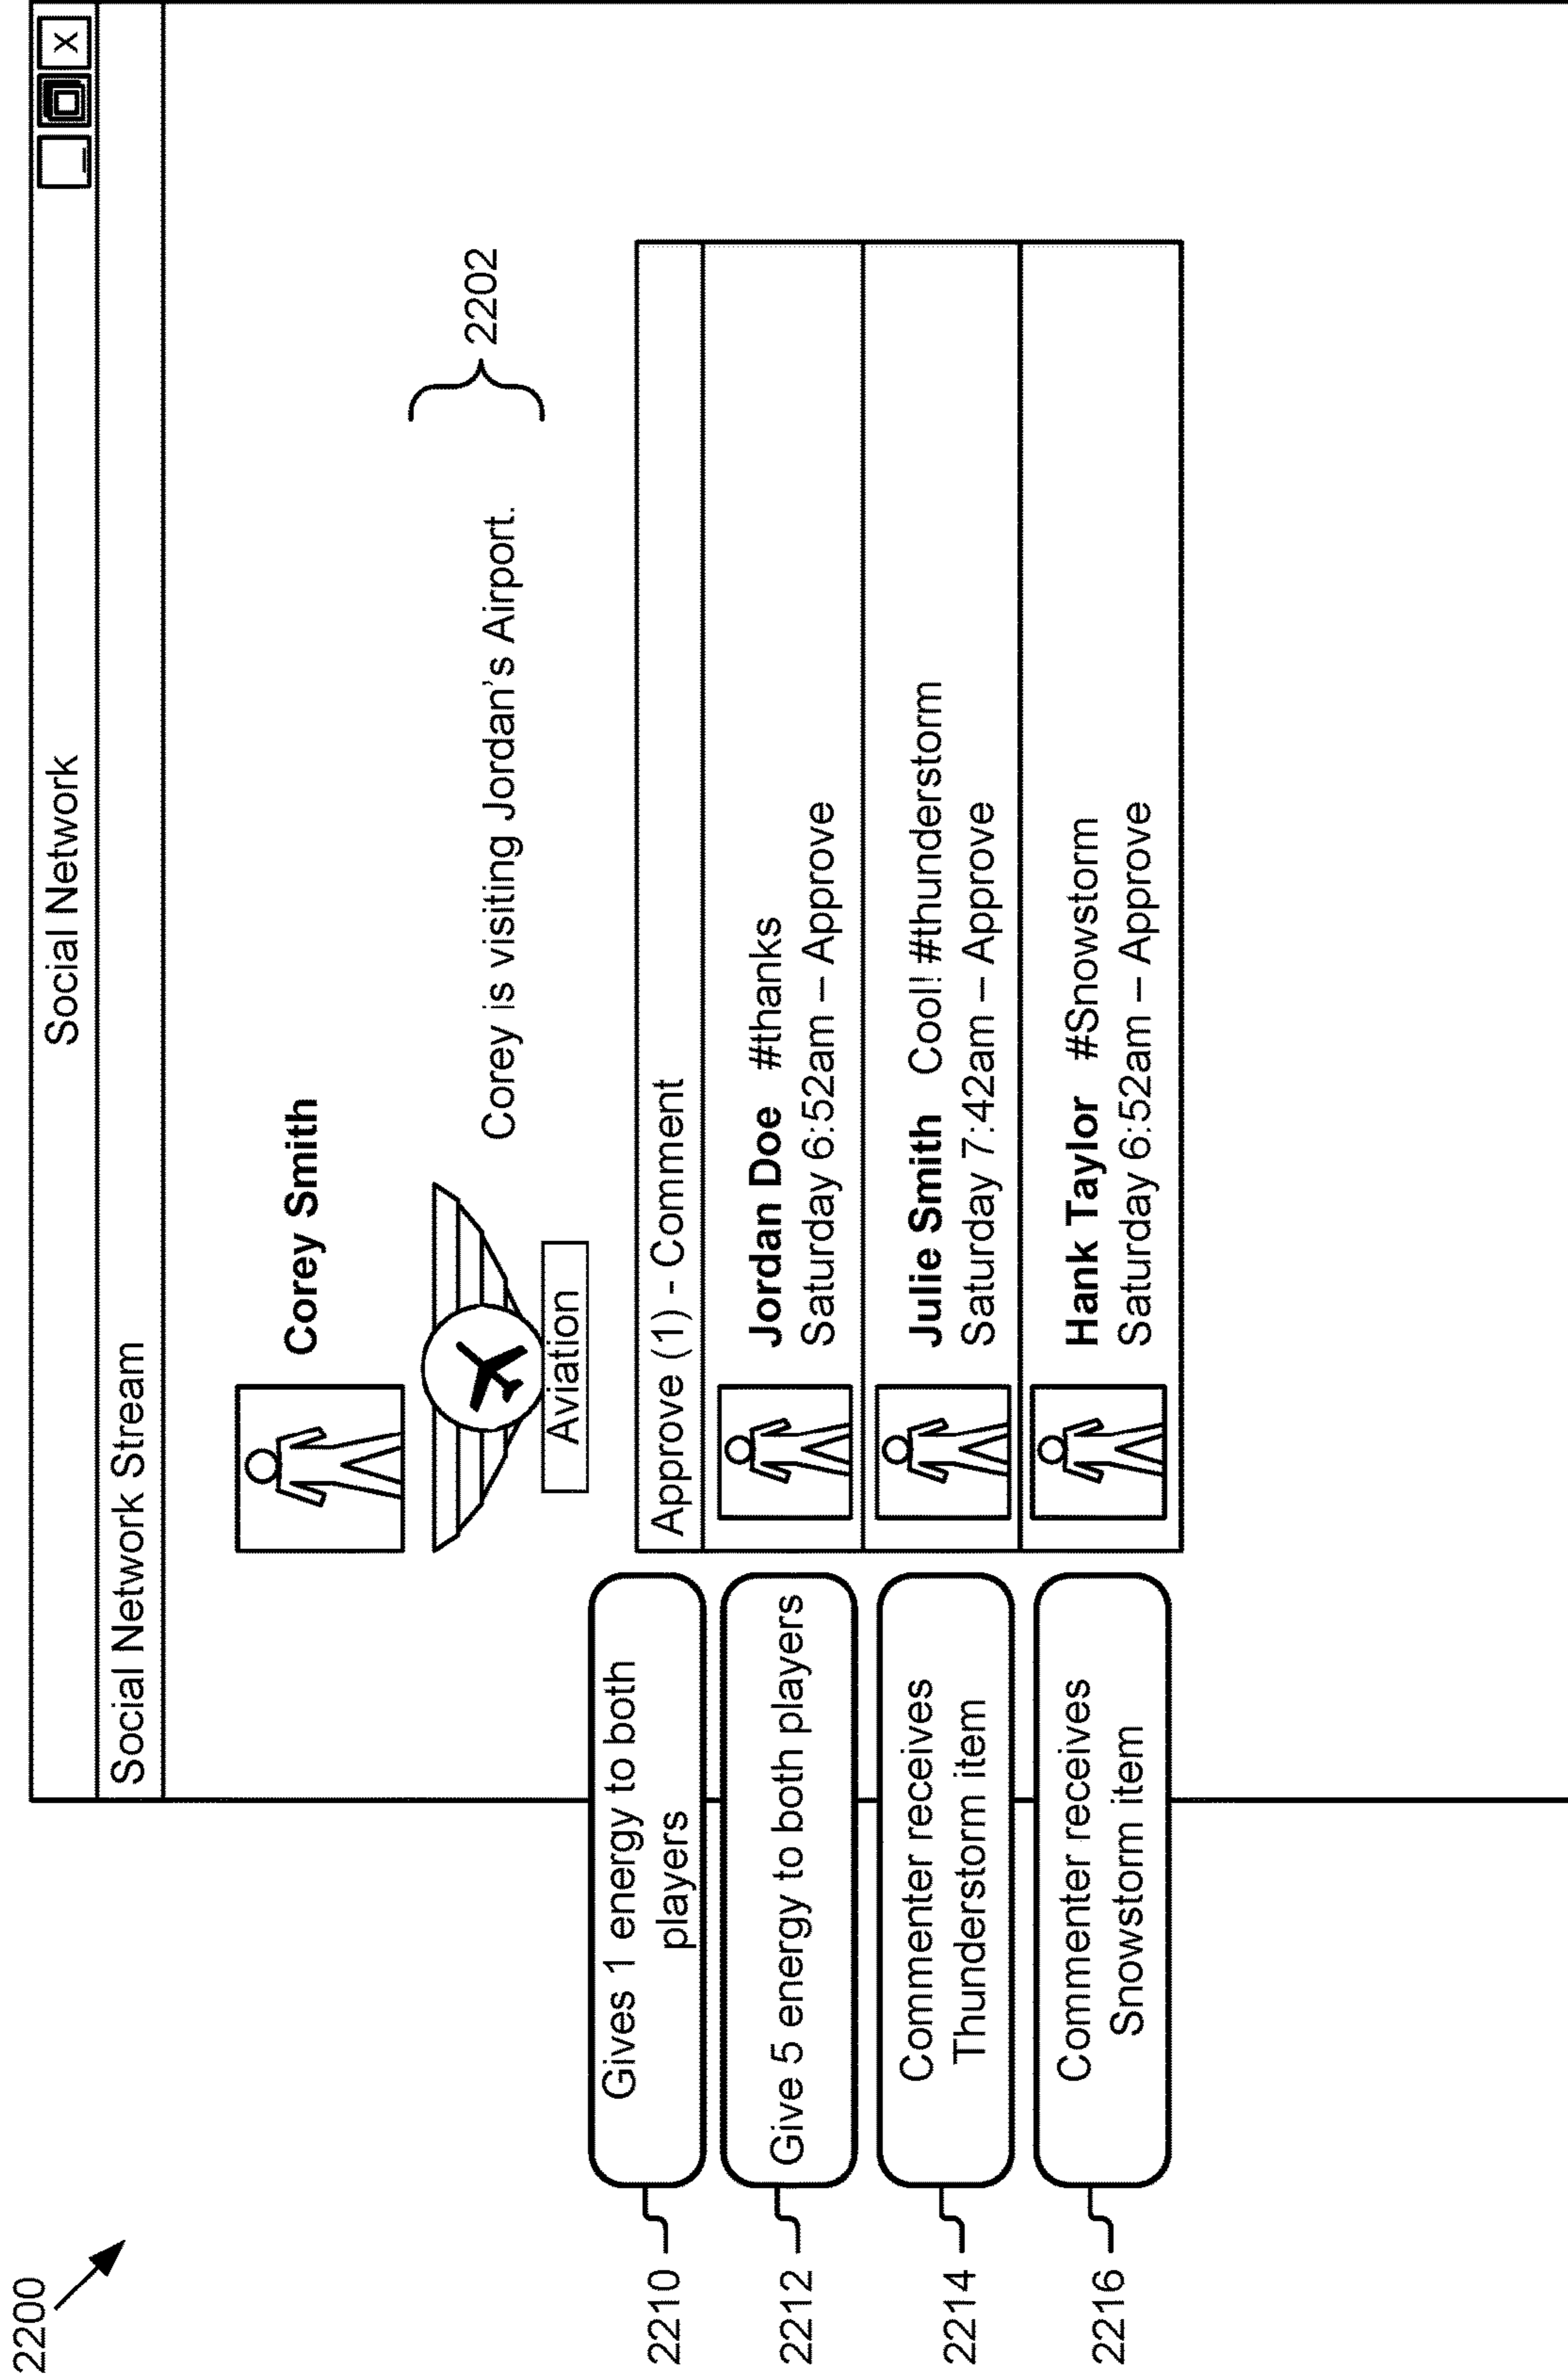 2200
Social Network
X
Social Network Stream
Corey Smith
Aviation
Corey is visiting Jordan's Airport.
2202
2210
Gives 1 energy to both
players
Approve (1) - Comment
2212
Give 5 energy to both players
Jordan Doe #thanks
Saturday 6:52am – Approve
2214
Commenter receives
Thunderstorm item
Julie Smith Cool! #thunderstorm
Saturday 7:42am – Approve
2216
Commenter receives
Snowstorm item
Hank Taylor #Snowstorm
Saturday 6:52am – Approve